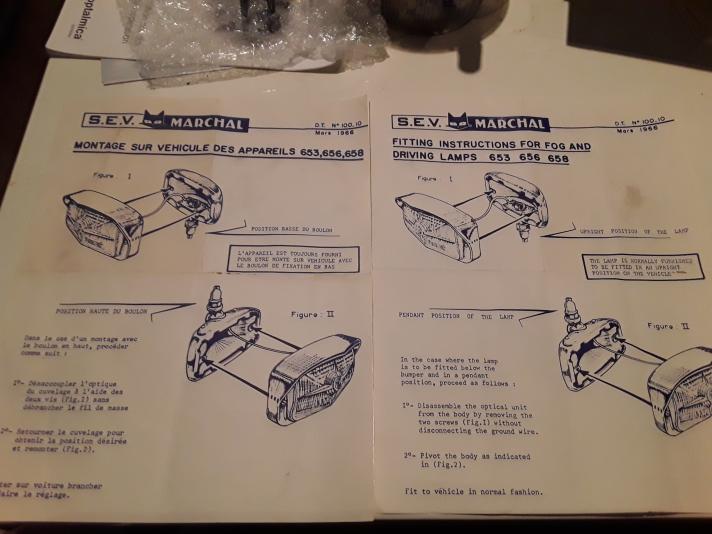 optalmica
S.E.V. MARCHAL
D.T. N° 100.10
Mars 1966
MONTAGE SUR VEHICULE DES APPAREILS 653,656,658
Figure : I
POSITION BASSE DU BOULON
L'APPAREIL EST TOUJOURS FOURNI
POUR ETRE MONTE SUR VEHICULE AVEC
LE BOULON DE FIXATION EN BAS
POSITION HAUTE DU BOULON
Figure : II
Dans le cas d'un montage avec
le boulon en haut, procéder
comme suit :
1°- Désaccoupler l'optique
du cuvelage à l'aide des
deux vis (fig.1) sans
débrancher le fil de masse
2°- Retourner le cuvelage pour
obtenir la position désirée
et remonter (fig.2).
sur voiture brancher
faire le réglage.
S.E.V. MARCHAL
D.T. N° 100.10
Mars 1966
FITTING INSTRUCTIONS FOR FOG AND
DRIVING LAMPS 653 656 658
Figure : I
UPRIGHT POSITION OF THE LAMP
THE LAMP IS NORMALLY FURNISHED
TO BE FITTED IN AN UPRIGHT
POSITION ON THE VEHICLE
PENDANT POSITION OF THE LAMP
Figure : II
In the case where the lamp
is to be fitted below the
bumper and in a pendant
position, proceed as follows :
1°- Disassemble the optical unit
from the body by removing the
two screws (fig.1) without
disconnecting the ground wire.
2°- Pivot the body as indicated
in (fig.2).
Fit to vehicle in normal fashion.